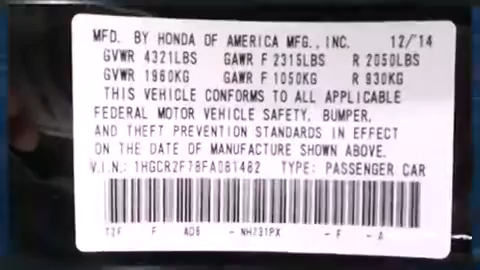 MFD. BY HONDA OF AMERICA MFG., INC. 12/'14
GVWR 4321LBS GAWR F 2315LBS R 2050LBS
GVWR 1960KG GAWR F 1050KG R 930KG
THIS VEHICLE CONFORMS TO ALL APPLICABLE
FEDERAL MOTOR VEHICLE SAFETY, BUMPER,
AND THEFT PREVENTION STANDARDS IN EFFECT
ON THE DATE OF MANUFACTURE SHOWN ABOVE.
V.I.N.: 1HGCR2F78FA081482 TYPE: PASSENGER CAR
F - NH731PX - F - A